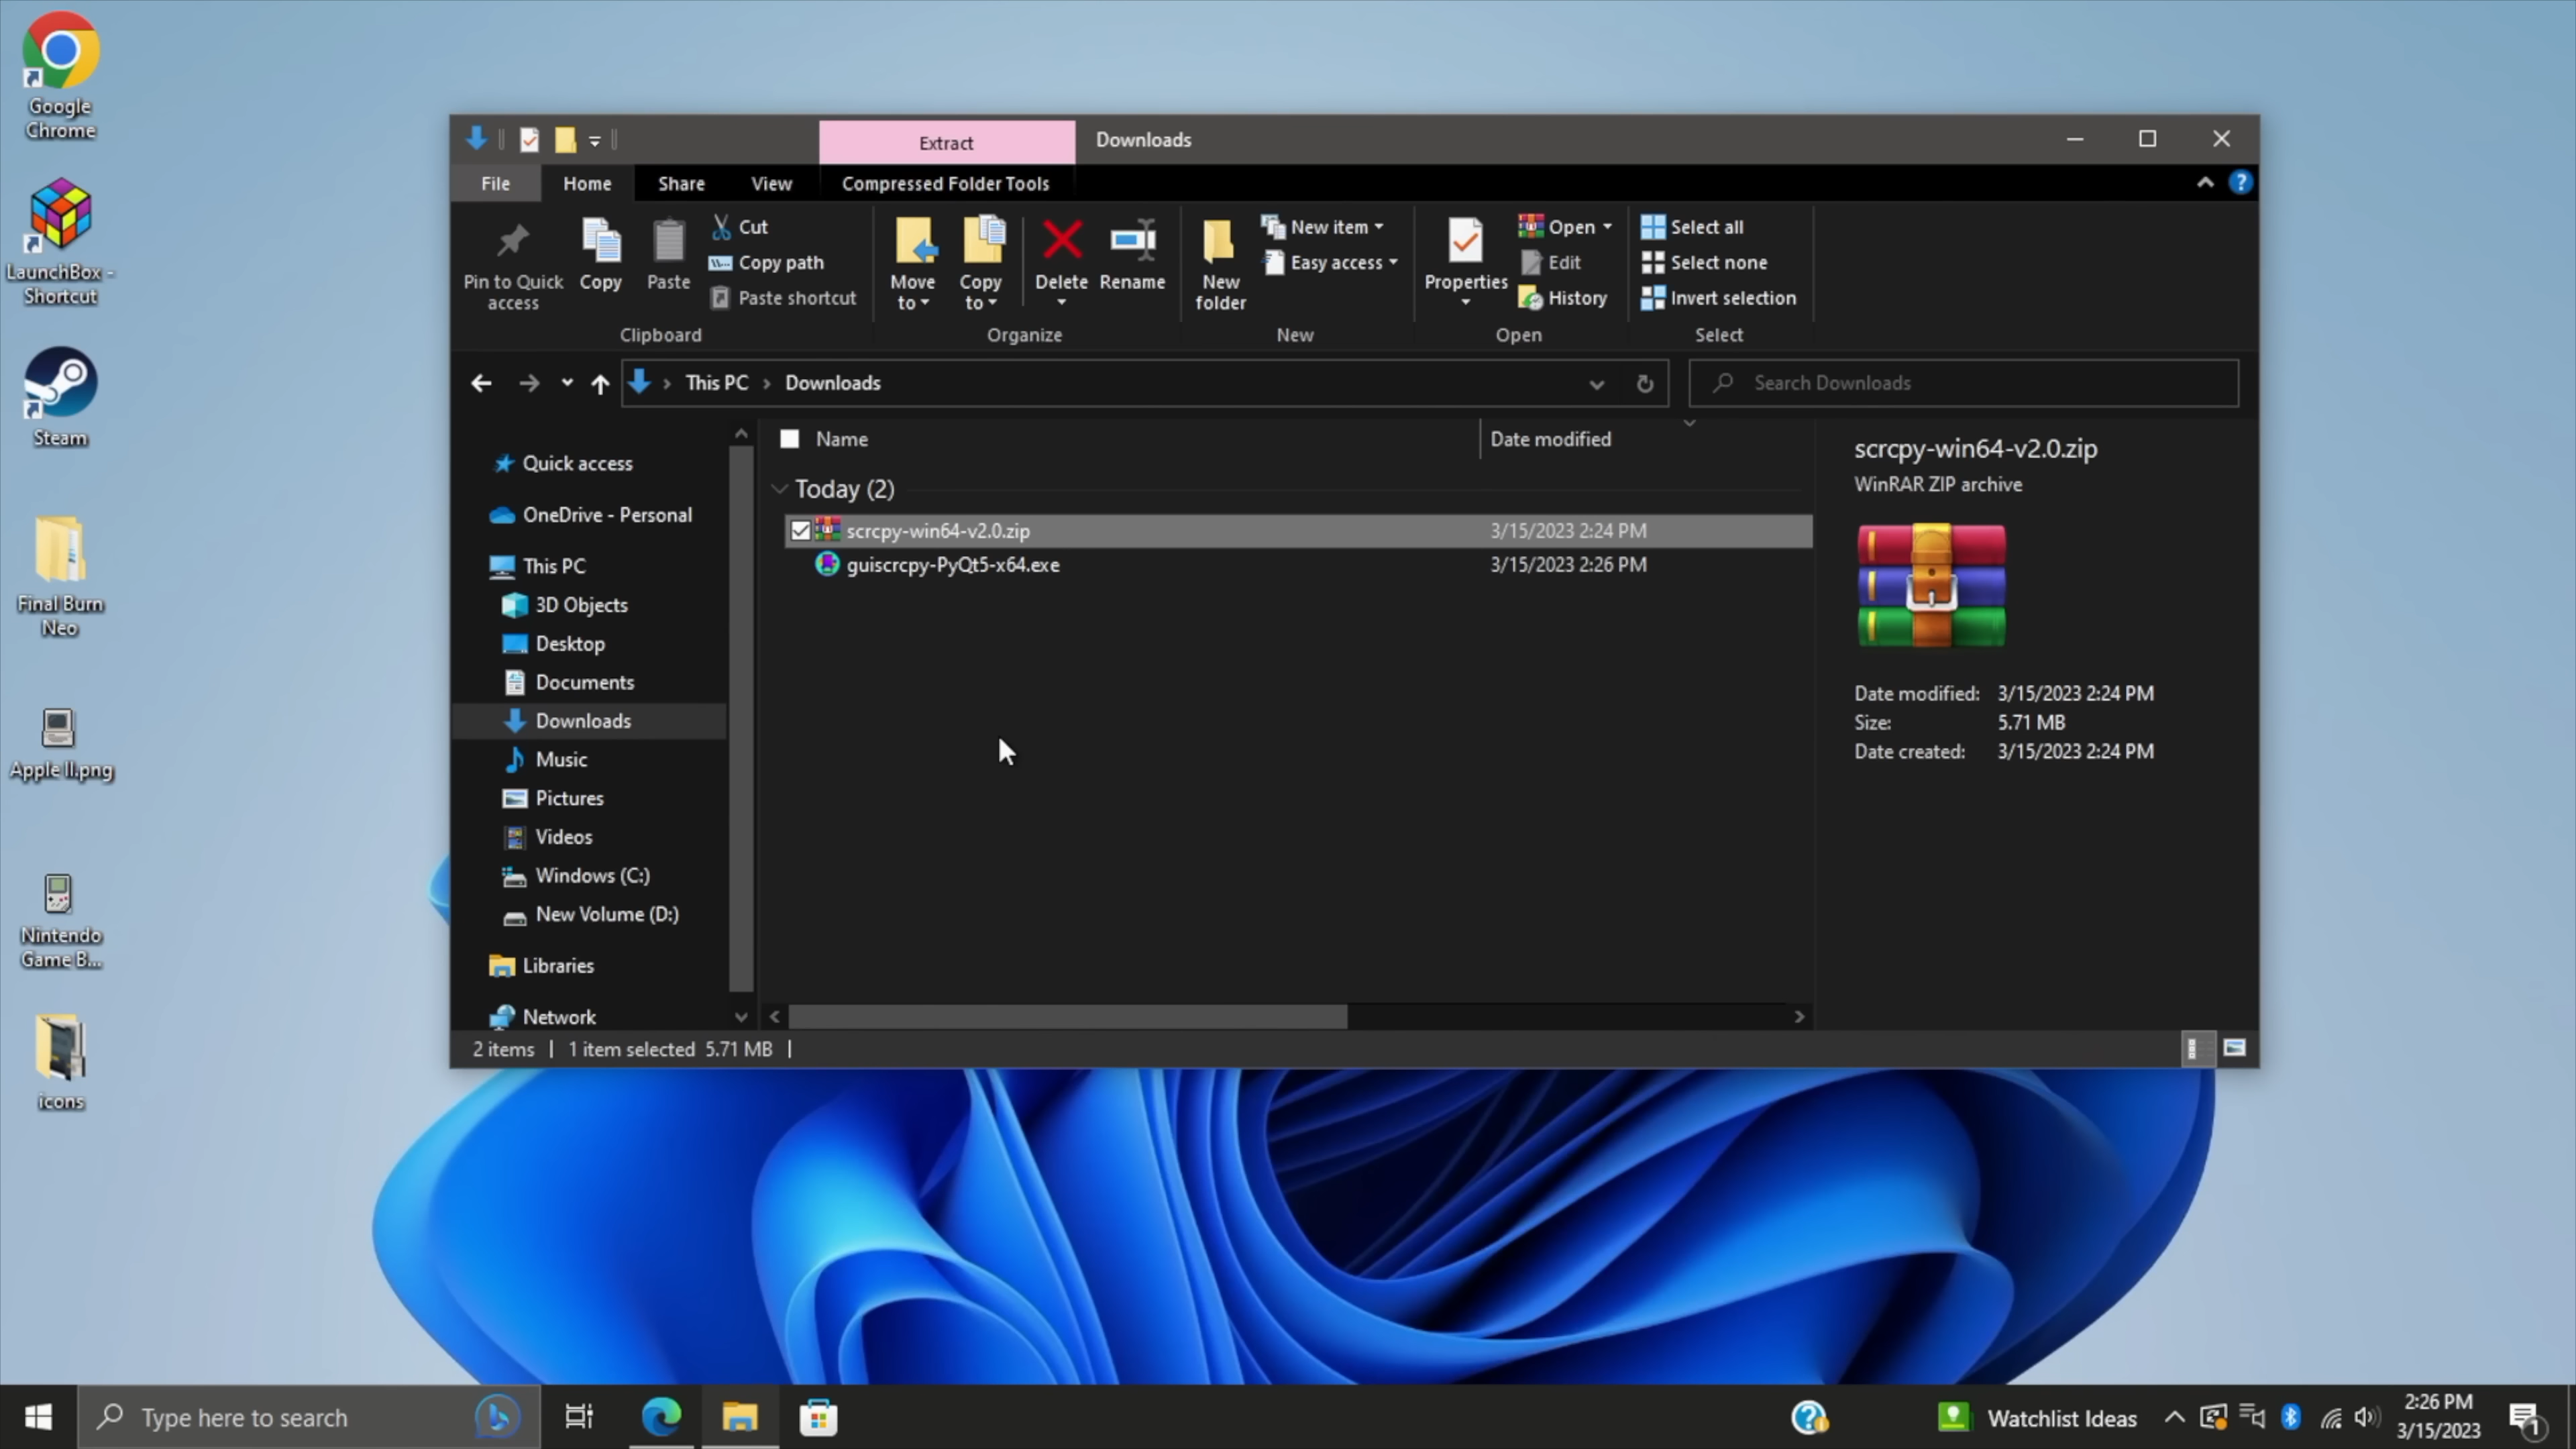 Google
Chrome
LaunchBox -
Shortcut
Steam
Final Burn
Neo
Apple II.png
Nintendo
Game B...
icons
Extract
Downloads
File
Home
Share
View
Compressed Folder Tools
Pin to Quick
access
Copy
Paste
Cut
Copy path
Paste shortcut
Clipboard
Move
to
Copy
to
Delete
Rename
Organize
New
folder
New item
Easy access
New
Properties
Open
Edit
History
Open
Select all
Select none
Invert selection
Select
This PC
Downloads
Search Downloads
Quick access
OneDrive - Personal
This PC
3D Objects
Desktop
Documents
Downloads
Music
Pictures
Videos
Windows (C:)
New Volume (D:)
Libraries
Network
Name
Date modified
Today (2)
scrcpy-win64-v2.0.zip
3/15/2023 2:24 PM
guiscrcpy-PyQt5-x64.exe
3/15/2023 2:26 PM
scrcpy-win64-v2.0.zip
WinRAR ZIP archive
Date modified: 3/15/2023 2:24 PM
Size: 5.71 MB
Date created: 3/15/2023 2:24 PM
2 items
1 item selected 5.71 MB
Type here to search
Watchlist Ideas
2:26 PM
3/15/2023
1